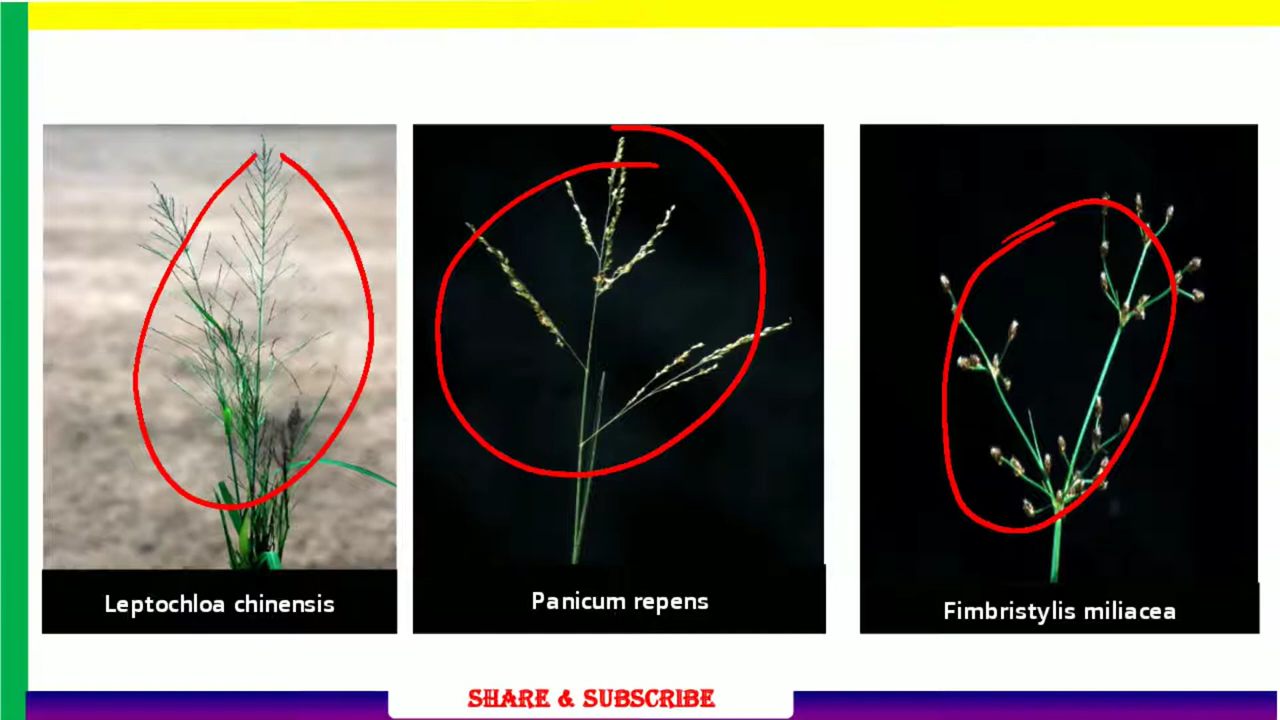 Leptochloa chinensis
Panicum repens
Fimbristylis miliacea
SHARE & SUBSCRIBE